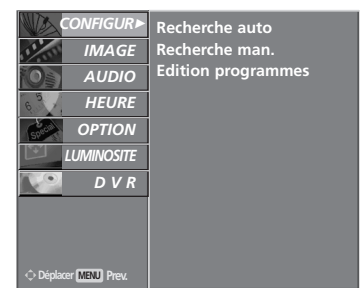 CONFIGUR►
IMAGE
AUDIO
HEURE
OPTION
LUMINOSITE
D V R
Recherche auto
Recherche man.
Edition programmes
Déplacer MENU Prev.